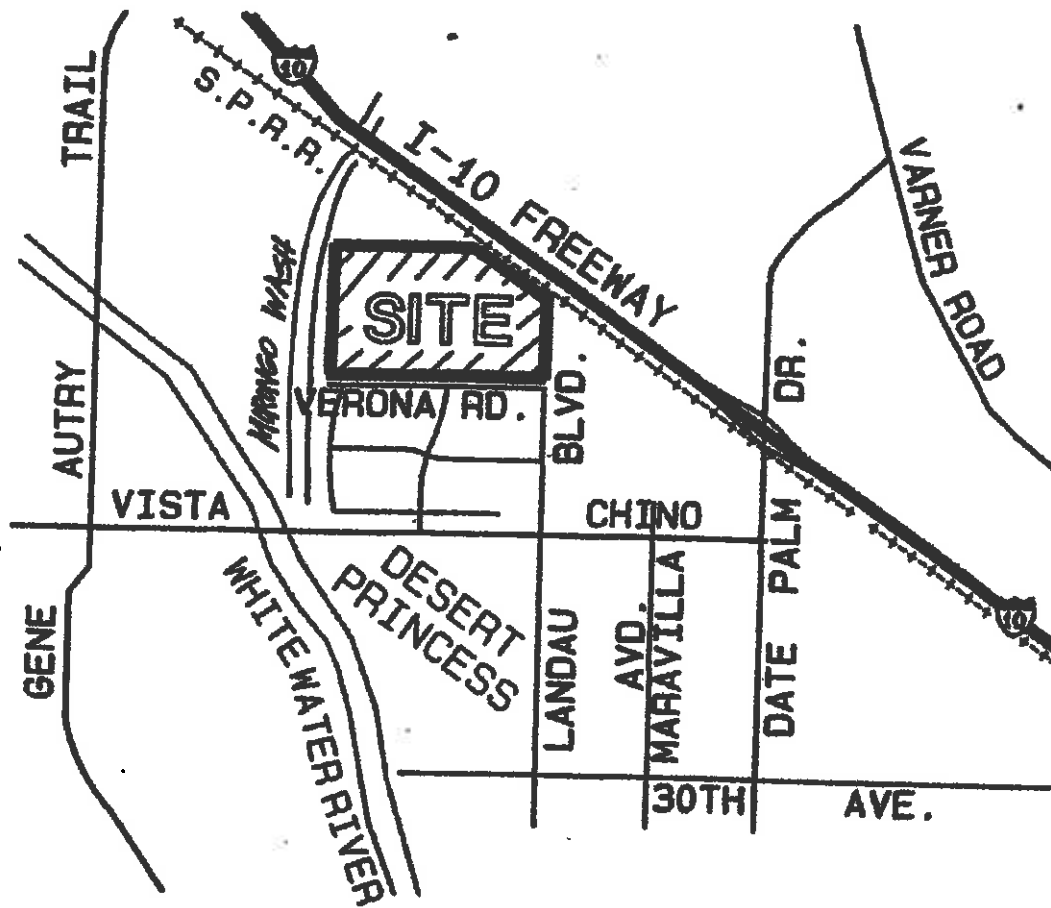 10
S.P.R.R.
I-10 FREEWAY
GENE AUTRY TRAIL
VARNER ROAD
MORONGO WASH
SITE
VERONA RD.
LANDAU BLVD.
DATE PALM DR.
VISTA CHINO
DESERT
PRINCESS
WHITEWATER RIVER
AVD.
MARAVILLA
10
30TH AVE.